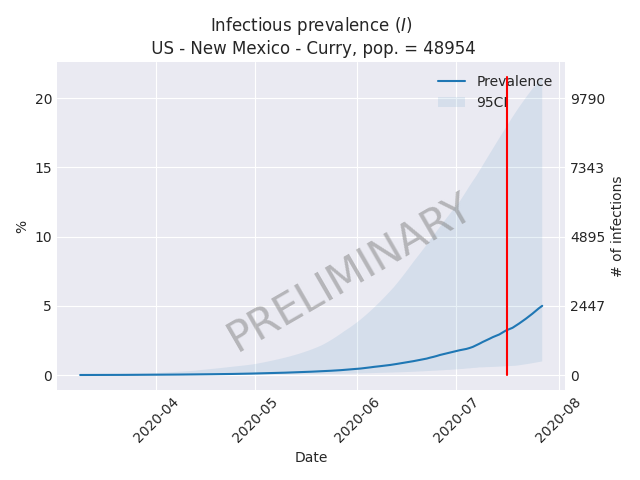 Infectious prevalence (I)
US - New Mexico - Curry, pop. = 48954
Prevalence
95CI
20
15
10
5
0
%
9790
7343
4895
2447
0
# of infections
PRELIMINARY
2020-04
2020-05
2020-06
2020-07
2020-08
Date